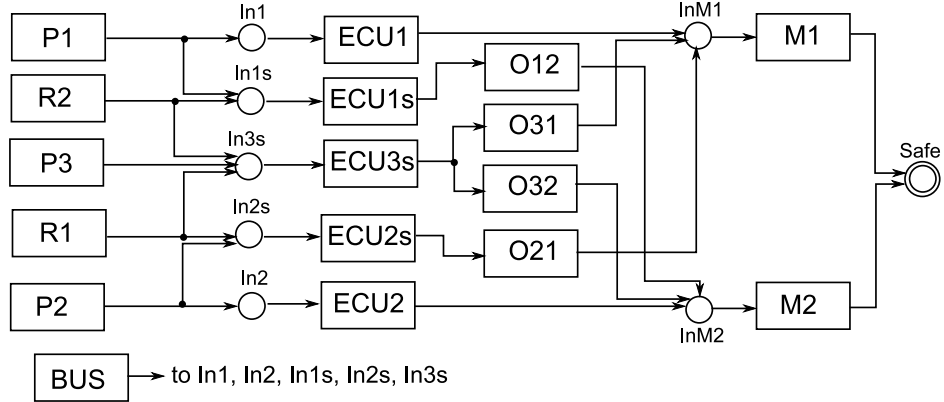 In1
InM1
P1
ECU1
M1
In1s
O12
R2
ECU1s
O31
In3s
Safe
P3
ECU3s
O32
In2s
R1
ECU2s
O21
In2
P2
ECU2
M2
InM2
BUS
to In1, In2, In1s, In2s, In3s